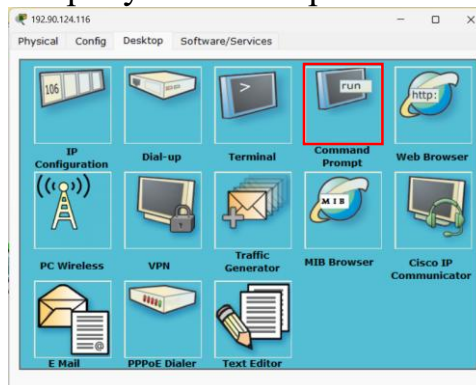 192.90.124.116
Physical Config Desktop Software/Services
106
>
run
http:
IP Configuration
Dial-up
Terminal
Command Prompt
Web Browser
MIB
PC Wireless
VPN
Traffic Generator
MIB Browser
Cisco IP Communicator
E Mail
PPPoE Dialer
Text Editor